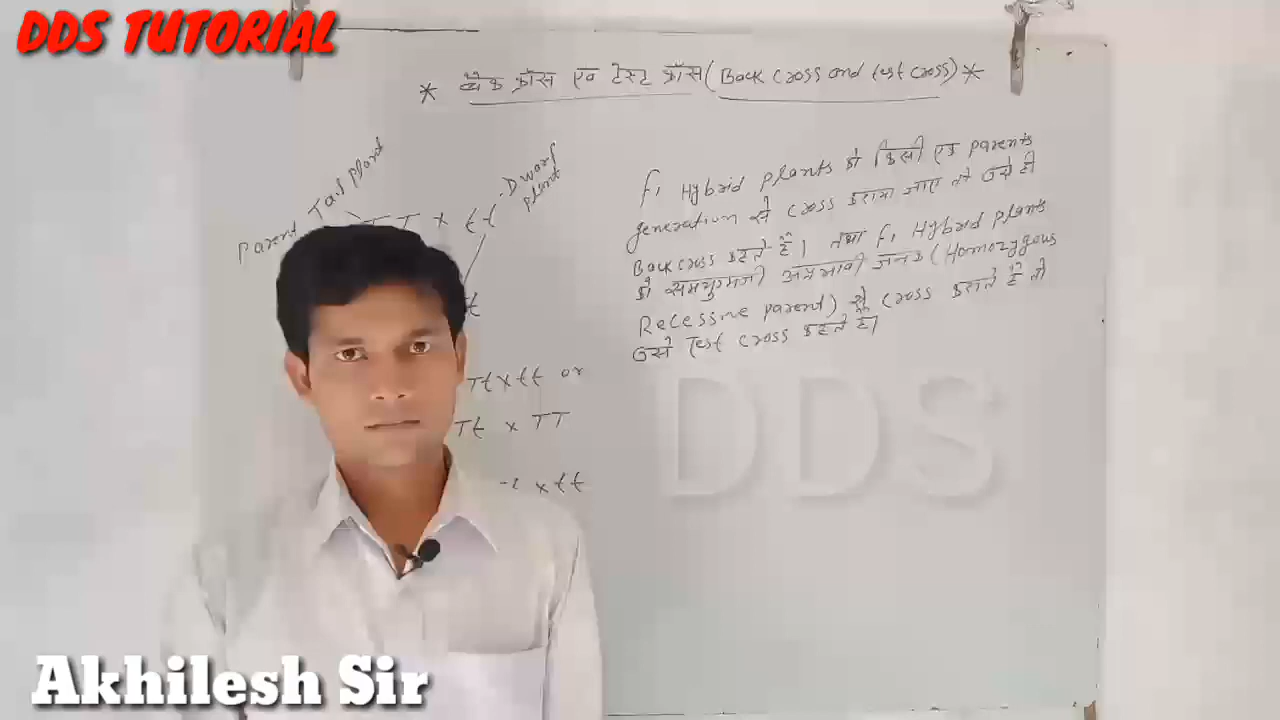 DDS TUTORIAL
* बैक क्रॉस एवं टेस्ट क्रॉस (Back Cross and test Cross) *
Parent Tall Plant
TT × tt
Dwarf Plant
Tt × tt or
Tt × TT
× tt
F₁ Hybrid plants को किसी एक parents
generation से cross कराया जाए तो उसे ही
Back cross कहते हैं। तथा F₁ Hybrid plants
को समयुग्मजी अप्रभावी जनक (Homozygous
Recessive parent) से cross कराते हैं तो
उसे Test cross कहते हैं।
DDS
Akhilesh Sir